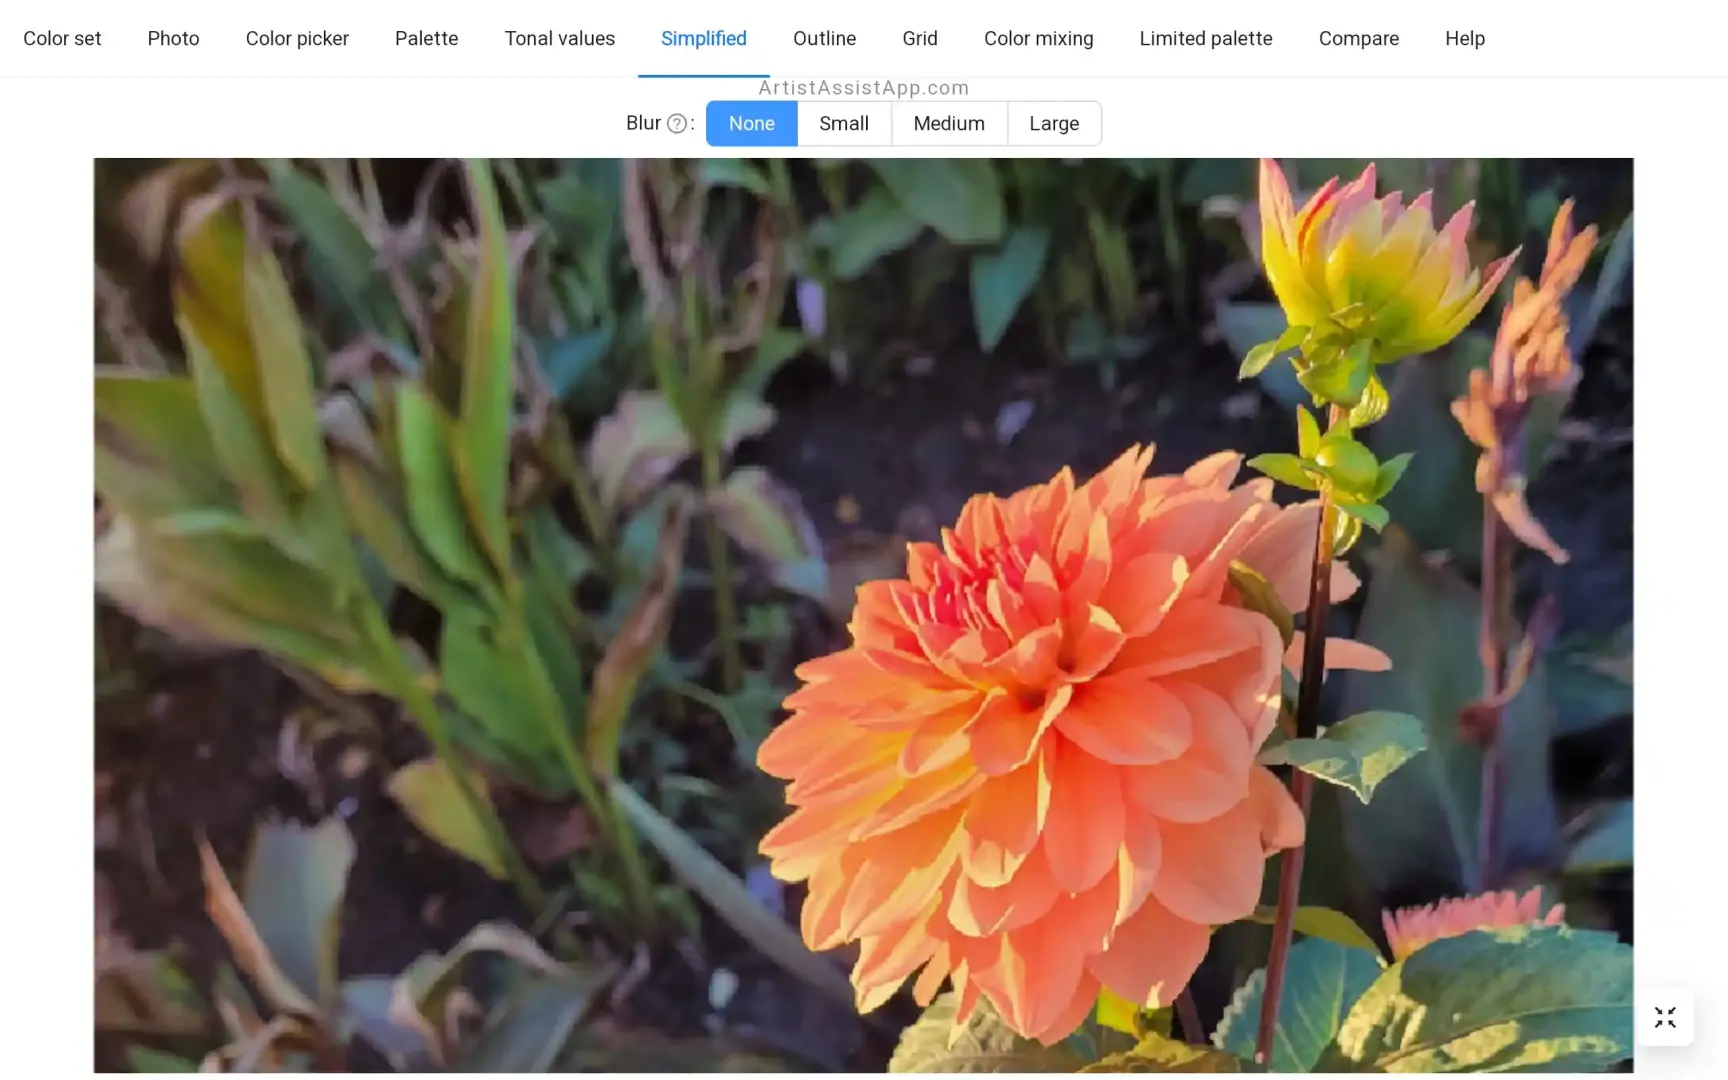 Color set Photo Color picker Palette Tonal values Simplified Outline Grid Color mixing Limited palette Compare Help
ArtistAssistApp.com
Blur ? : None Small Medium Large